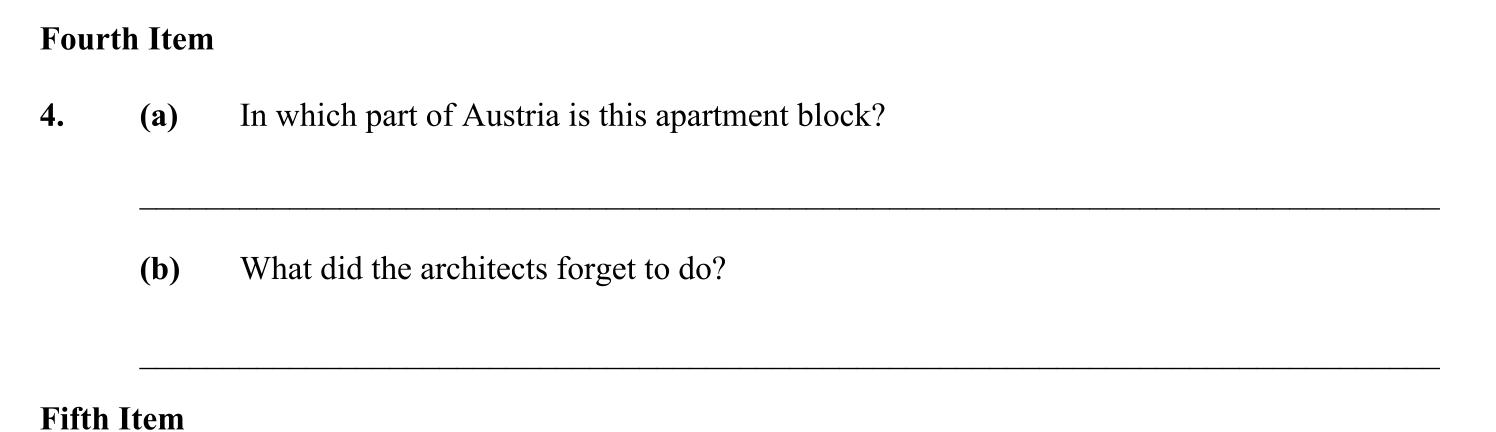 Fourth Item
4. (a) In which part of Austria is this apartment block?
(b) What did the architects forget to do?
Fifth Item